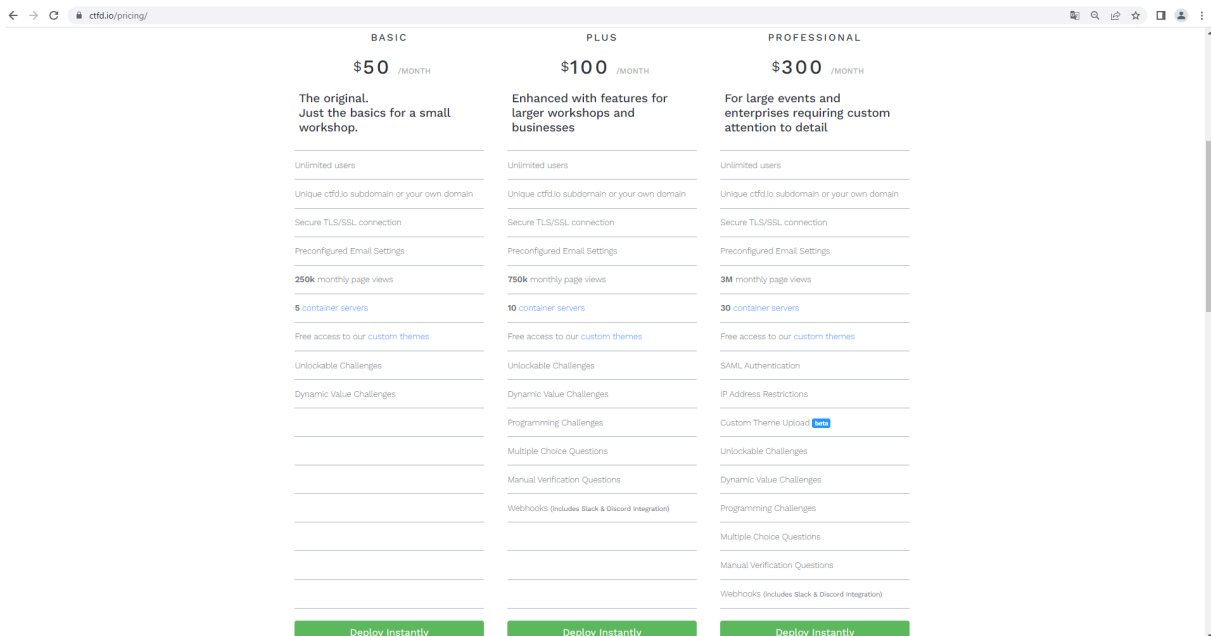 ctfd.io/pricing/
BASIC
$50 /MONTH
The original.
Just the basics for a small
workshop.
Unlimited users
Unique ctfd.io subdomain or your own domain
Secure TLS/SSL connection
Preconfigured Email Settings
250k monthly page views
5 container servers
Free access to our custom themes
Unlockable Challenges
Dynamic Value Challenges
Deploy Instantly
PLUS
$100 /MONTH
Enhanced with features for
larger workshops and
businesses
Unlimited users
Unique ctfd.io subdomain or your own domain
Secure TLS/SSL connection
Preconfigured Email Settings
750k monthly page views
10 container servers
Free access to our custom themes
Unlockable Challenges
Dynamic Value Challenges
Programming Challenges
Multiple Choice Questions
Manual Verification Questions
Webhooks (includes Slack & Discord Integration)
Deploy Instantly
PROFESSIONAL
$300 /MONTH
For large events and
enterprises requiring custom
attention to detail
Unlimited users
Unique ctfd.io subdomain or your own domain
Secure TLS/SSL connection
Preconfigured Email Settings
3M monthly page views
30 container servers
Free access to our custom themes
SAML Authentication
IP Address Restrictions
Custom Theme Upload beta
Unlockable Challenges
Dynamic Value Challenges
Programming Challenges
Multiple Choice Questions
Manual Verification Questions
Webhooks (includes Slack & Discord Integration)
Deploy Instantly